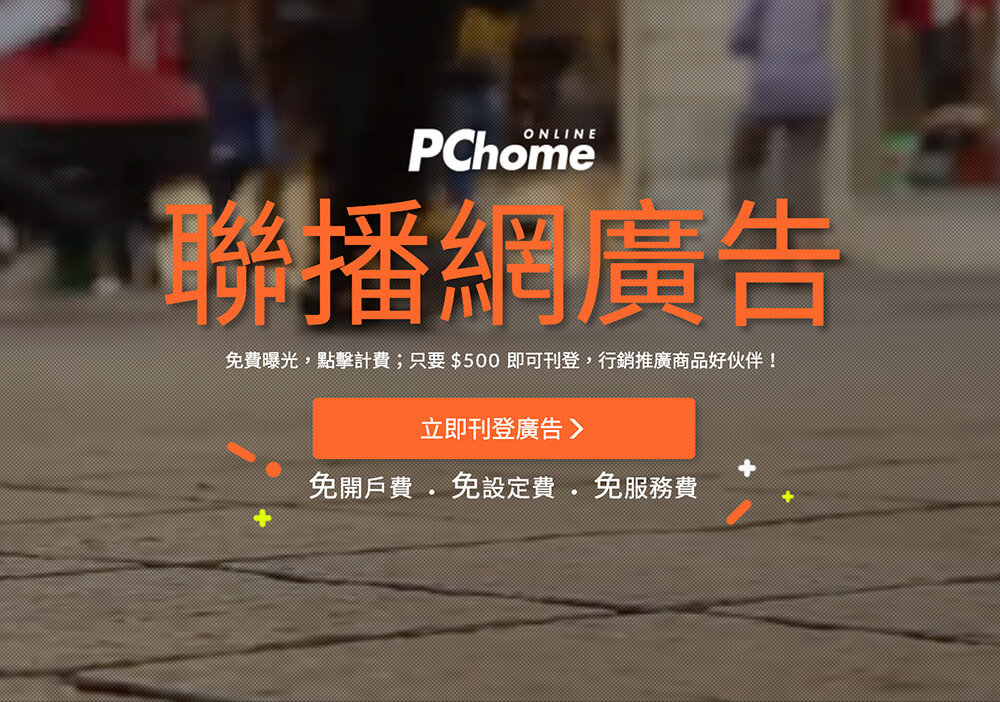 PChome ONLINE
聯播網廣告
免費曝光，點擊計費；只要 $500 即可刊登，行銷推廣商品好伙伴！
立即刊登廣告 >
免開戶費 . 免設定費 . 免服務費